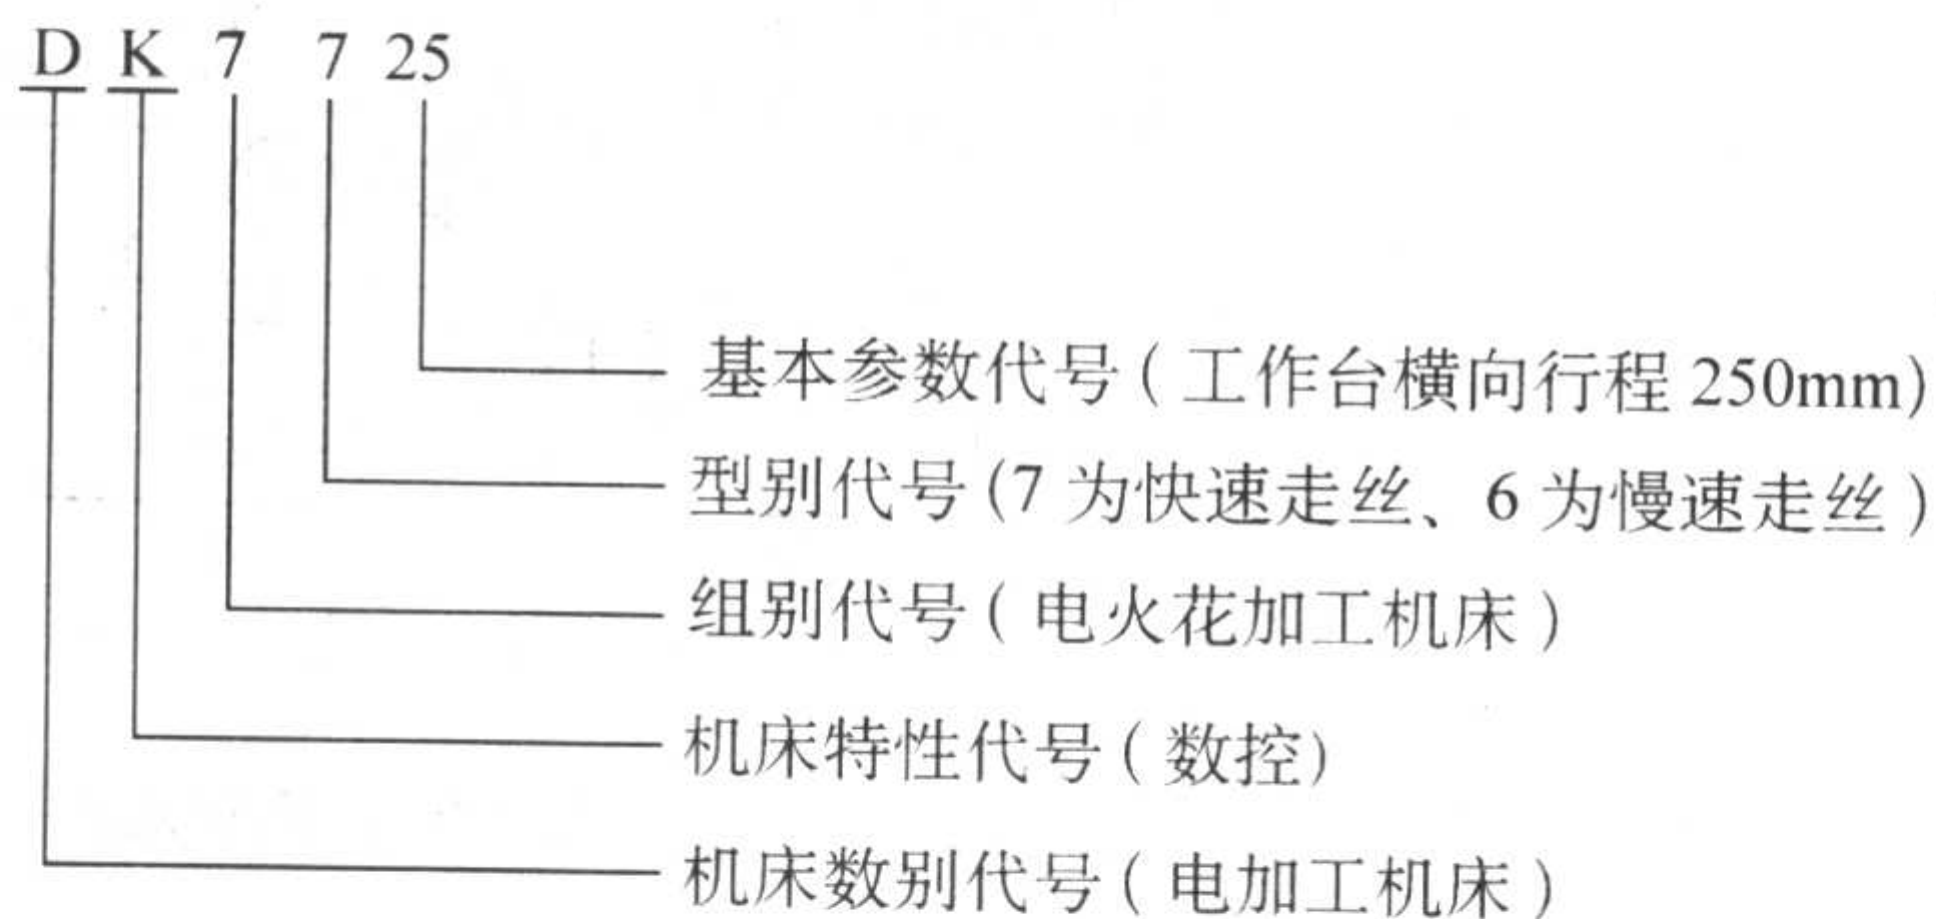 D K 7 7 25
基本参数代号(工作台横向行程 250mm)
型别代号(7 为快速走丝、6 为慢速走丝)
组别代号(电火花加工机床)
机床特性代号(数控)
机床数别代号(电加工机床)